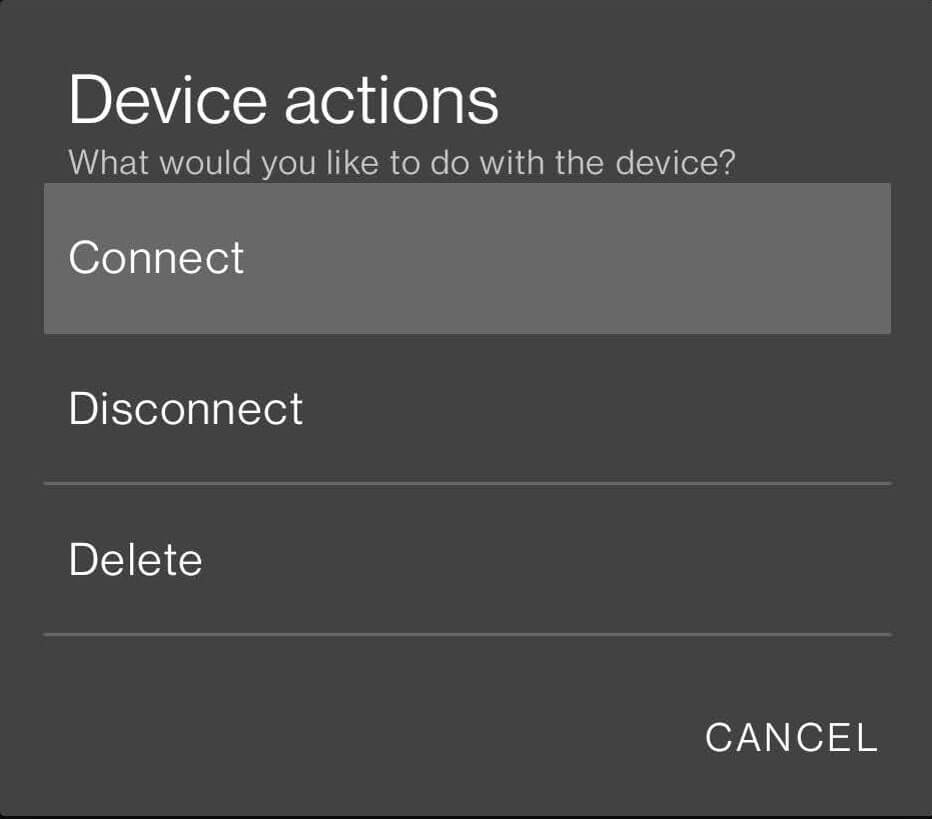 Device actions
What would you like to do with the device?
Connect
Disconnect
Delete
CANCEL